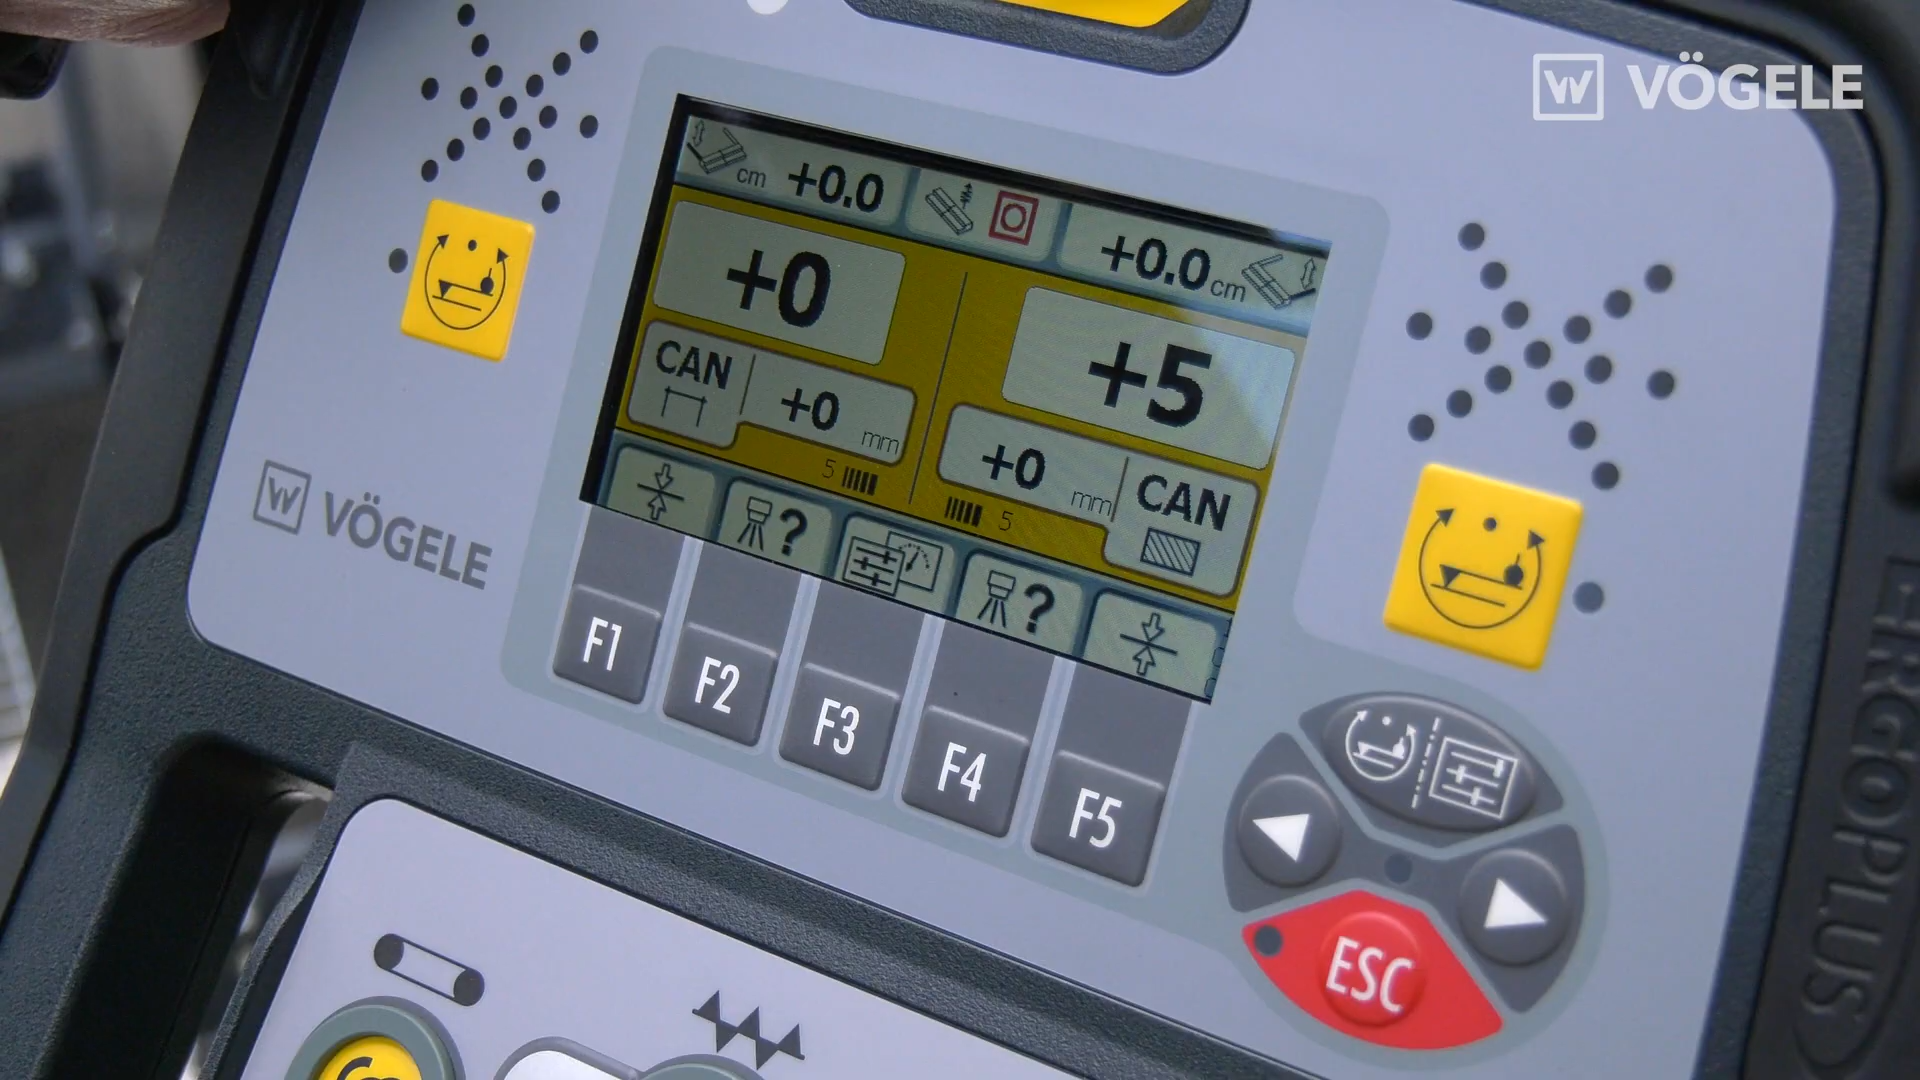 VÖGELE
cm +0.0
+0.0 cm
+0
+5
CAN
+0 mm
+0 mm
CAN
5
5
?
?
VÖGELE
F1
F2
F3
F4
F5
ESC
ERGOPLUS